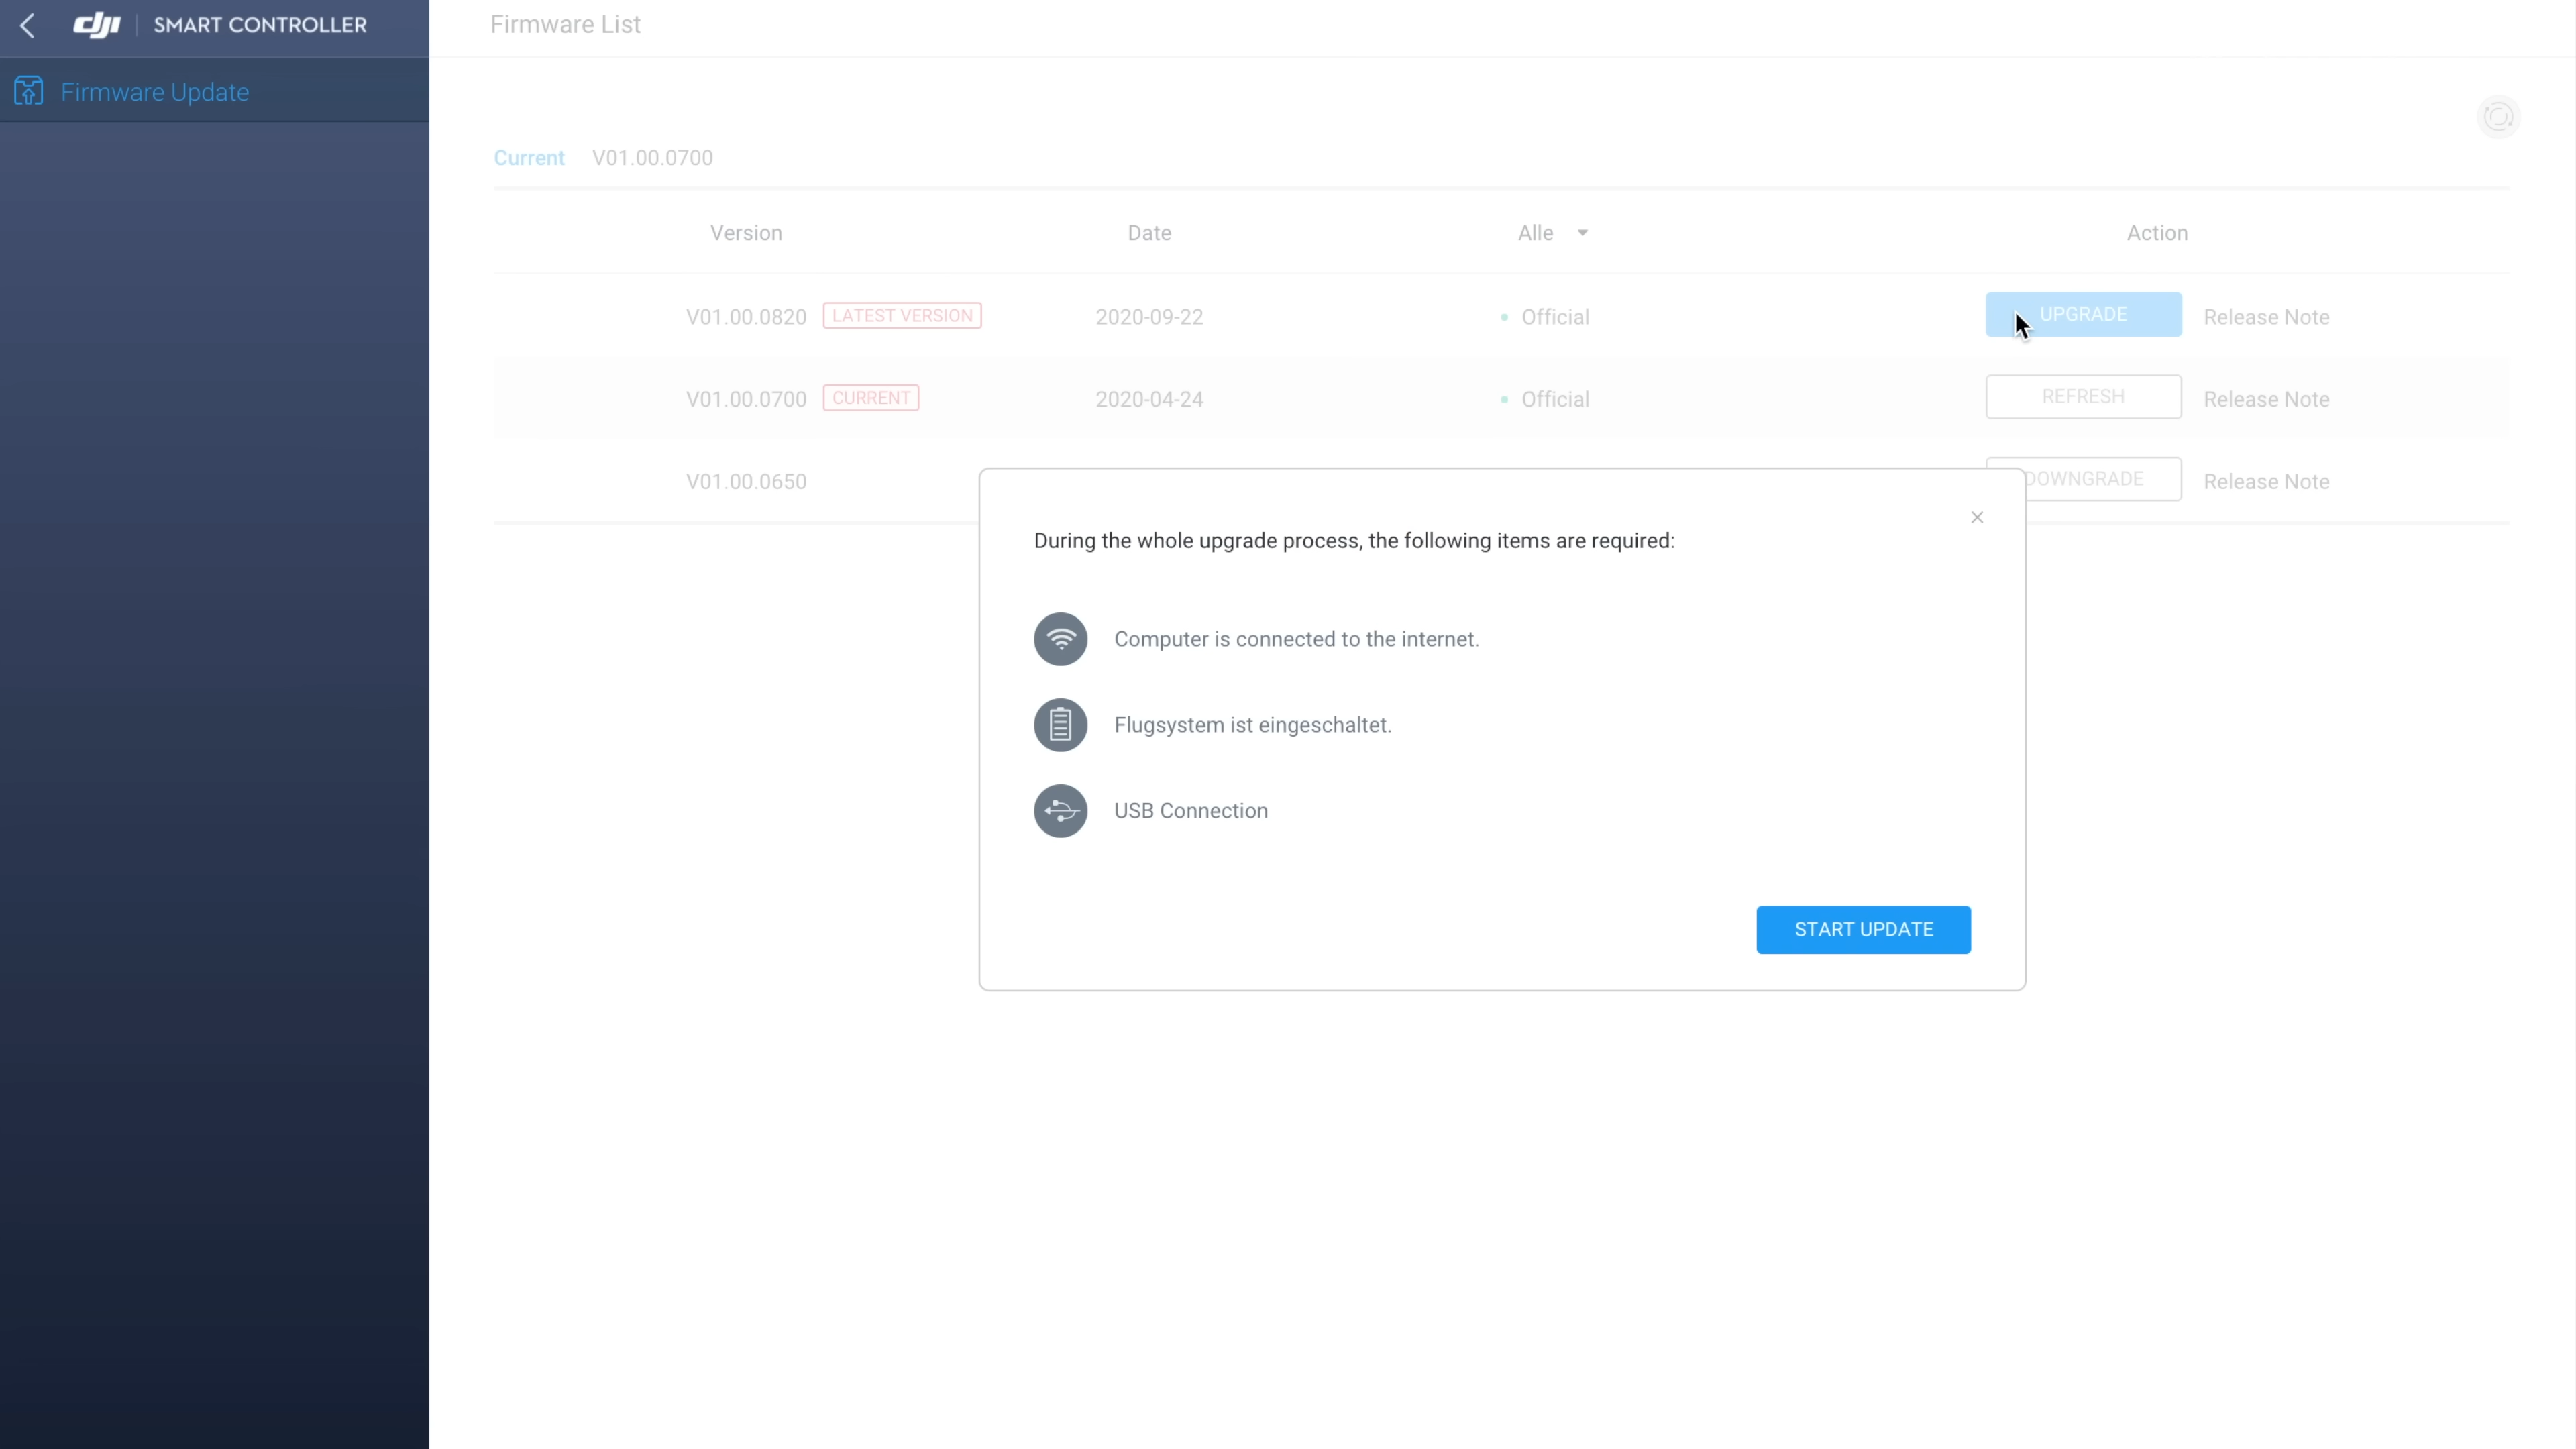 dji SMART CONTROLLER
Firmware Update
Firmware List
Current V01.00.0700
Version Date Alle Action
V01.00.0820 LATEST VERSION 2020-09-22 Official UPGRADE Release Note
V01.00.0700 CURRENT 2020-04-24 Official REFRESH Release Note
V01.00.0650 DOWNGRADE Release Note
During the whole upgrade process, the following items are required:
Computer is connected to the internet.
Flugsystem ist eingeschaltet.
USB Connection
START UPDATE